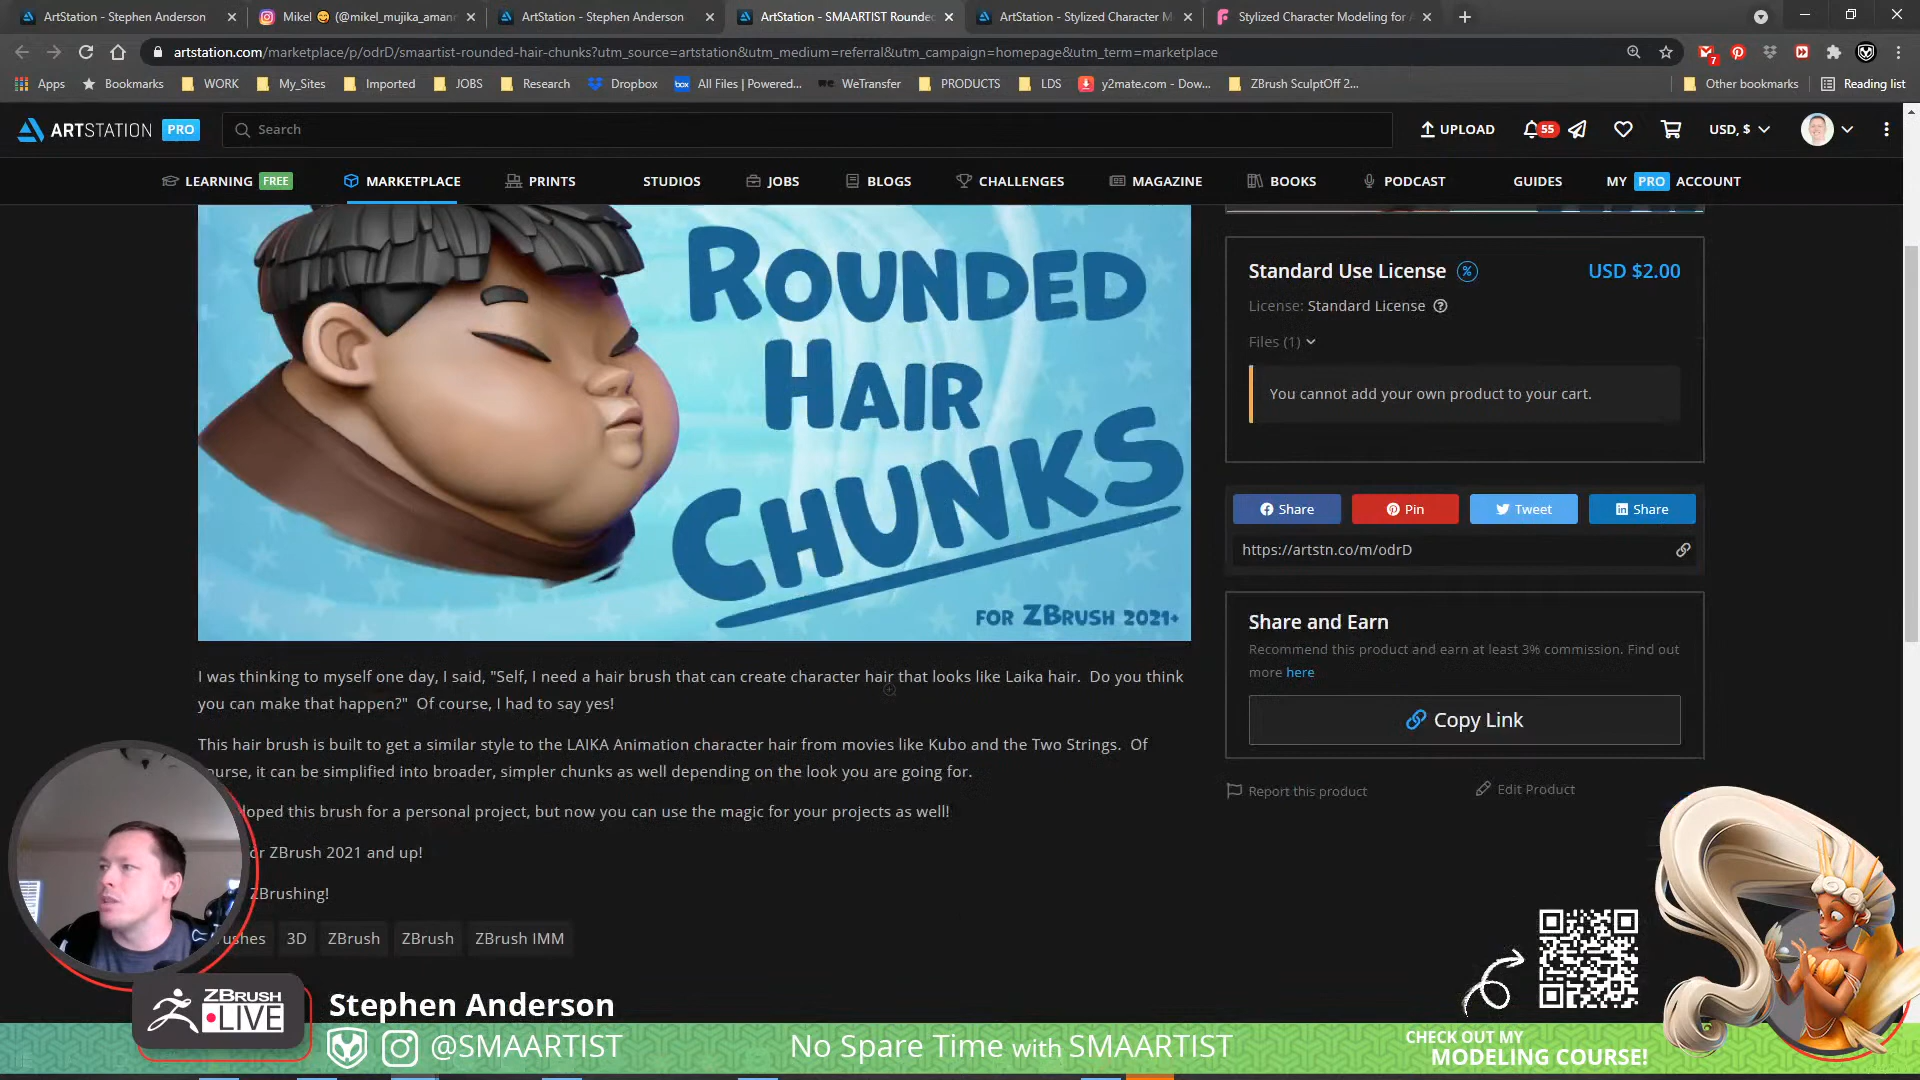 ArtStation - Stephen Anderson
Mikel 😊 (@mikel_mujika_amann
ArtStation - Stephen Anderson
ArtStation - SMAARTIST Rounded
ArtStation - Stylized Character M
Stylized Character Modeling for A
artstation.com/marketplace/p/odrD/smaartist-rounded-hair-chunks?utm_source=artstation&utm_medium=referral&utm_campaign=homepage&utm_term=marketplace
7
Apps
Bookmarks
WORK
My_Sites
Imported
JOBS
Research
Dropbox
box
All Files | Powered...
we
WeTransfer
PRODUCTS
LDS
y2mate.com - Dow...
ZBrush SculptOff 2...
Other bookmarks
Reading list
ARTSTATION PRO
Search
UPLOAD
55
USD, $
LEARNING FREE
MARKETPLACE
PRINTS
STUDIOS
JOBS
BLOGS
CHALLENGES
MAGAZINE
BOOKS
PODCAST
GUIDES
MY PRO ACCOUNT
ROUNDED
HAIR
CHUNKS
FOR ZBRUSH 2021+
Standard Use License % USD $2.00
License: Standard License
Files (1)
You cannot add your own product to your cart.
Share
Pin
Tweet
Share
https://artstn.co/m/odrD
Share and Earn
Recommend this product and earn at least 3% commission. Find out
more here
Copy Link
Report this product
Edit Product
I was thinking to myself one day, I said, "Self, I need a hair brush that can create character hair that looks like Laika hair. Do you think
you can make that happen?" Of course, I had to say yes!
This hair brush is built to get a similar style to the LAIKA Animation character hair from movies like Kubo and the Two Strings. Of
ourse, it can be simplified into broader, simpler chunks as well depending on the look you are going for.
loped this brush for a personal project, but now you can use the magic for your projects as well!
or ZBrush 2021 and up!
ZBrushing!
ushes
3D
ZBrush
ZBrush
ZBrush IMM
ZBRUSH
LIVE
Stephen Anderson
@SMAARTIST
No Spare Time with SMAARTIST
CHECK OUT MY
MODELING COURSE!